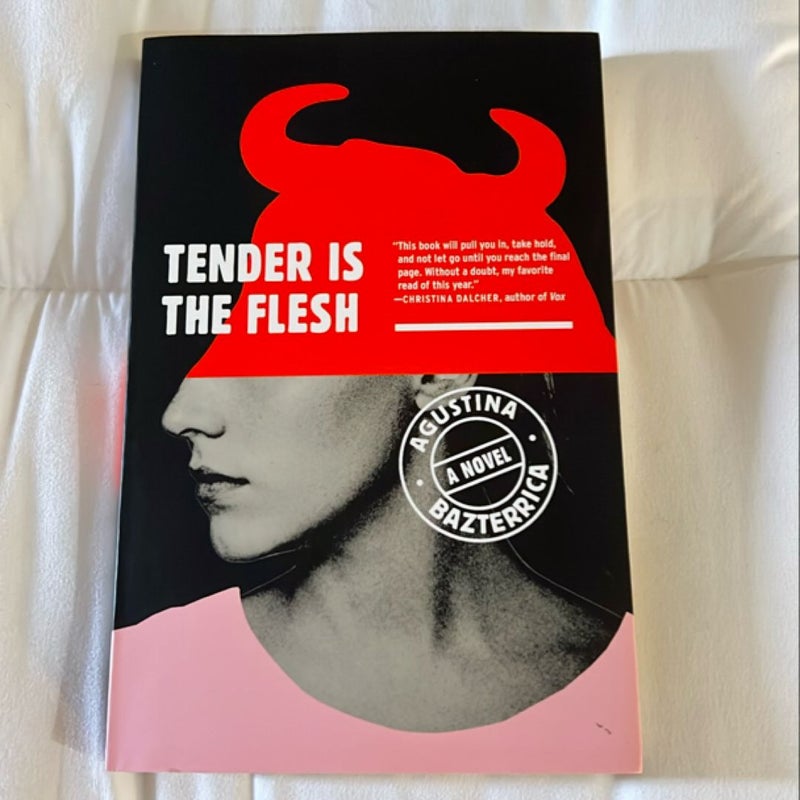 TENDER IS
THE FLESH
"This book will pull you in, take hold,
and not let go until you reach the final
page. Without a doubt, my favorite
read of this year."
—CHRISTINA DALCHER, author of Vox
AGUSTINA
A NOVEL
BAZTERRICA